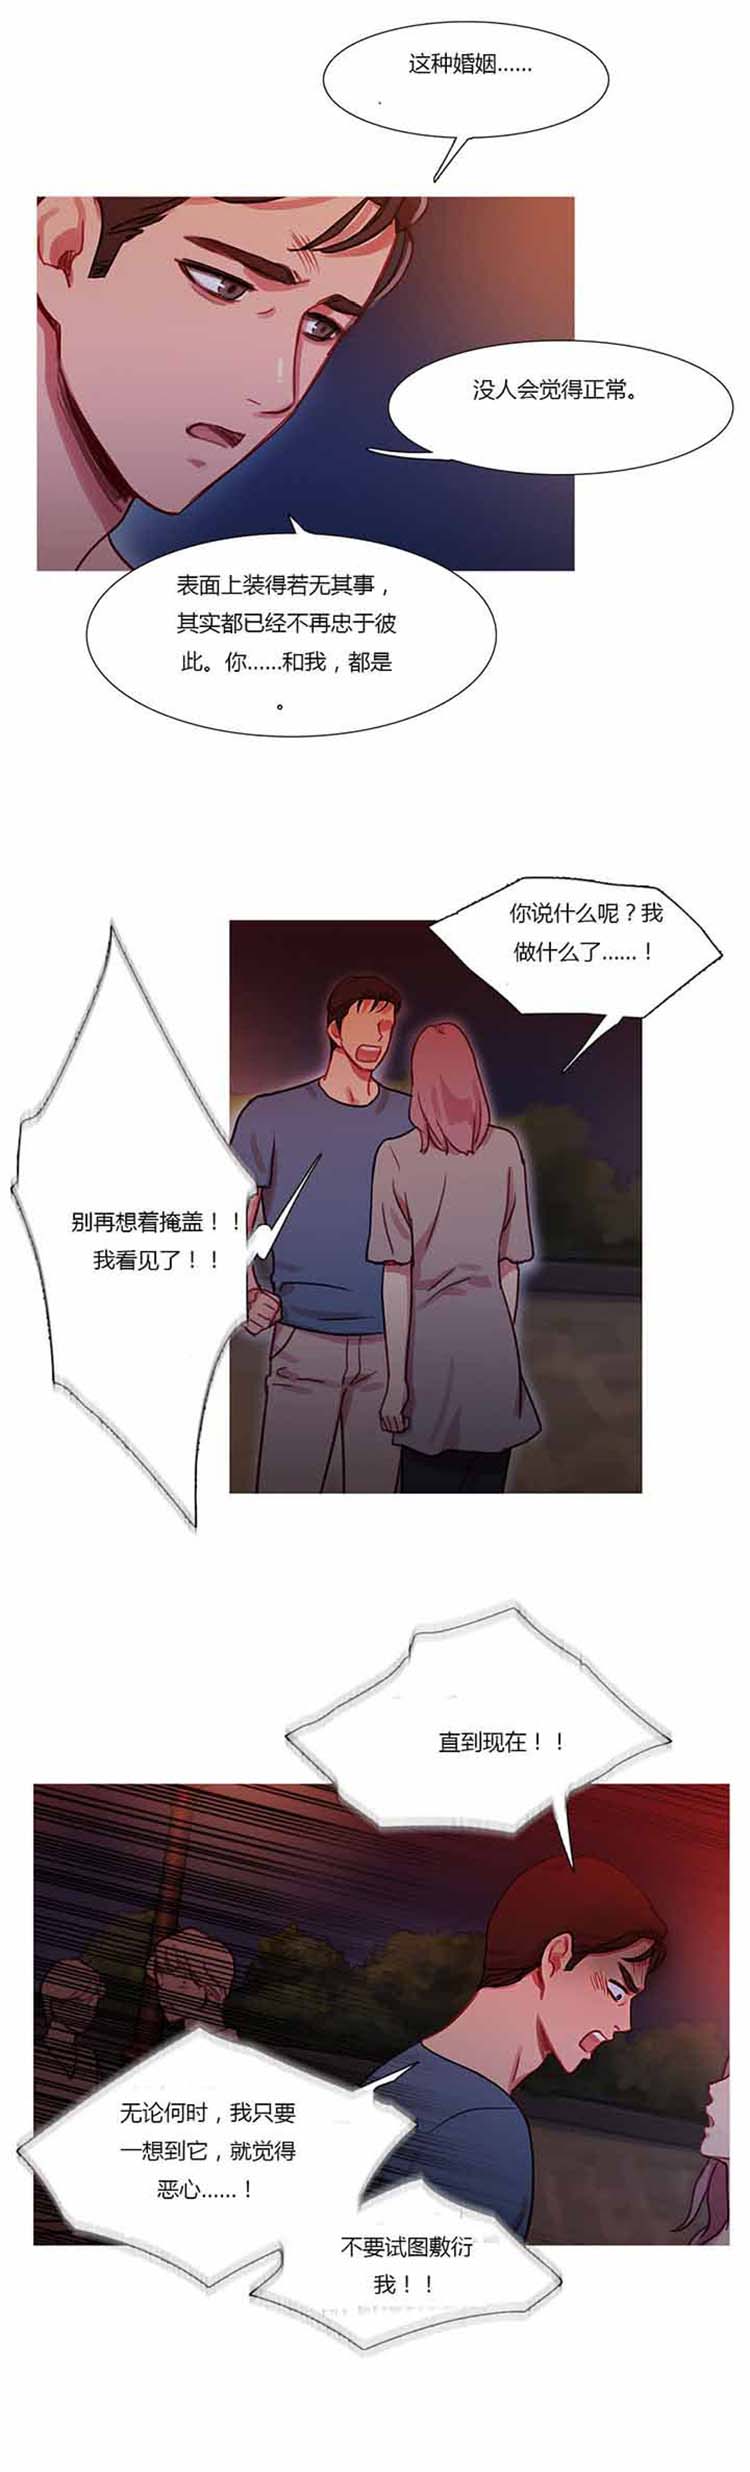 这种婚姻……
没人会觉得正常。
表面上装得若无其事，
其实都已经不再忠于彼
此。你……和我，都是
。
你说什么呢？我
做什么了……！
别再想着掩盖！！
我看见了！！
直到现在！！
无论何时，我只要
一想到它，就觉得
恶心……！
不要试图敷衍
我！！